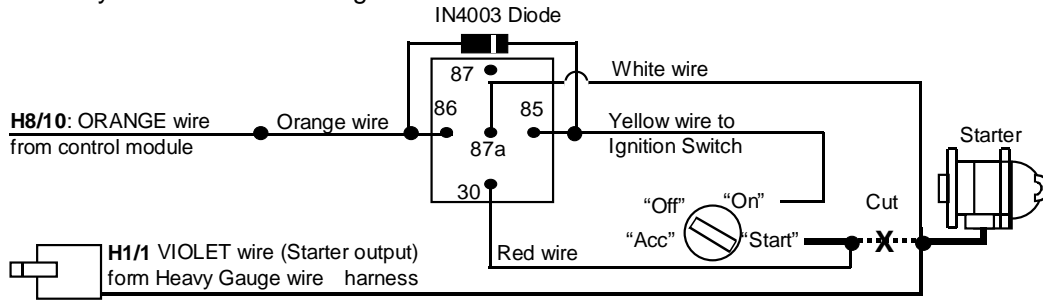 IN4003 Diode
87
White wire
H8/10: ORANGE wire
from control module
Orange wire
86
85
87a
Yellow wire to
Ignition Switch
Starter
30
"Off"
"On"
Cut
"Acc"
"Start"
X
Red wire
H1/1 VIOLET wire (Starter output)
form Heavy Gauge wire harness